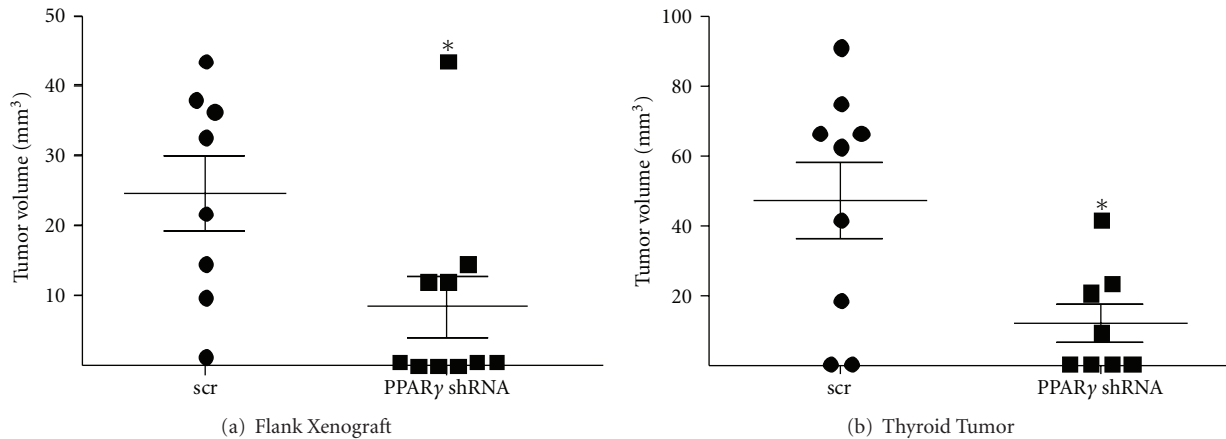 50
40
30
20
10
Tumor volume (mm³)
*
scr
PPARγ shRNA
(a) Flank Xenograft
100
80
60
40
20
Tumor volume (mm³)
*
scr
PPARγ shRNA
(b) Thyroid Tumor